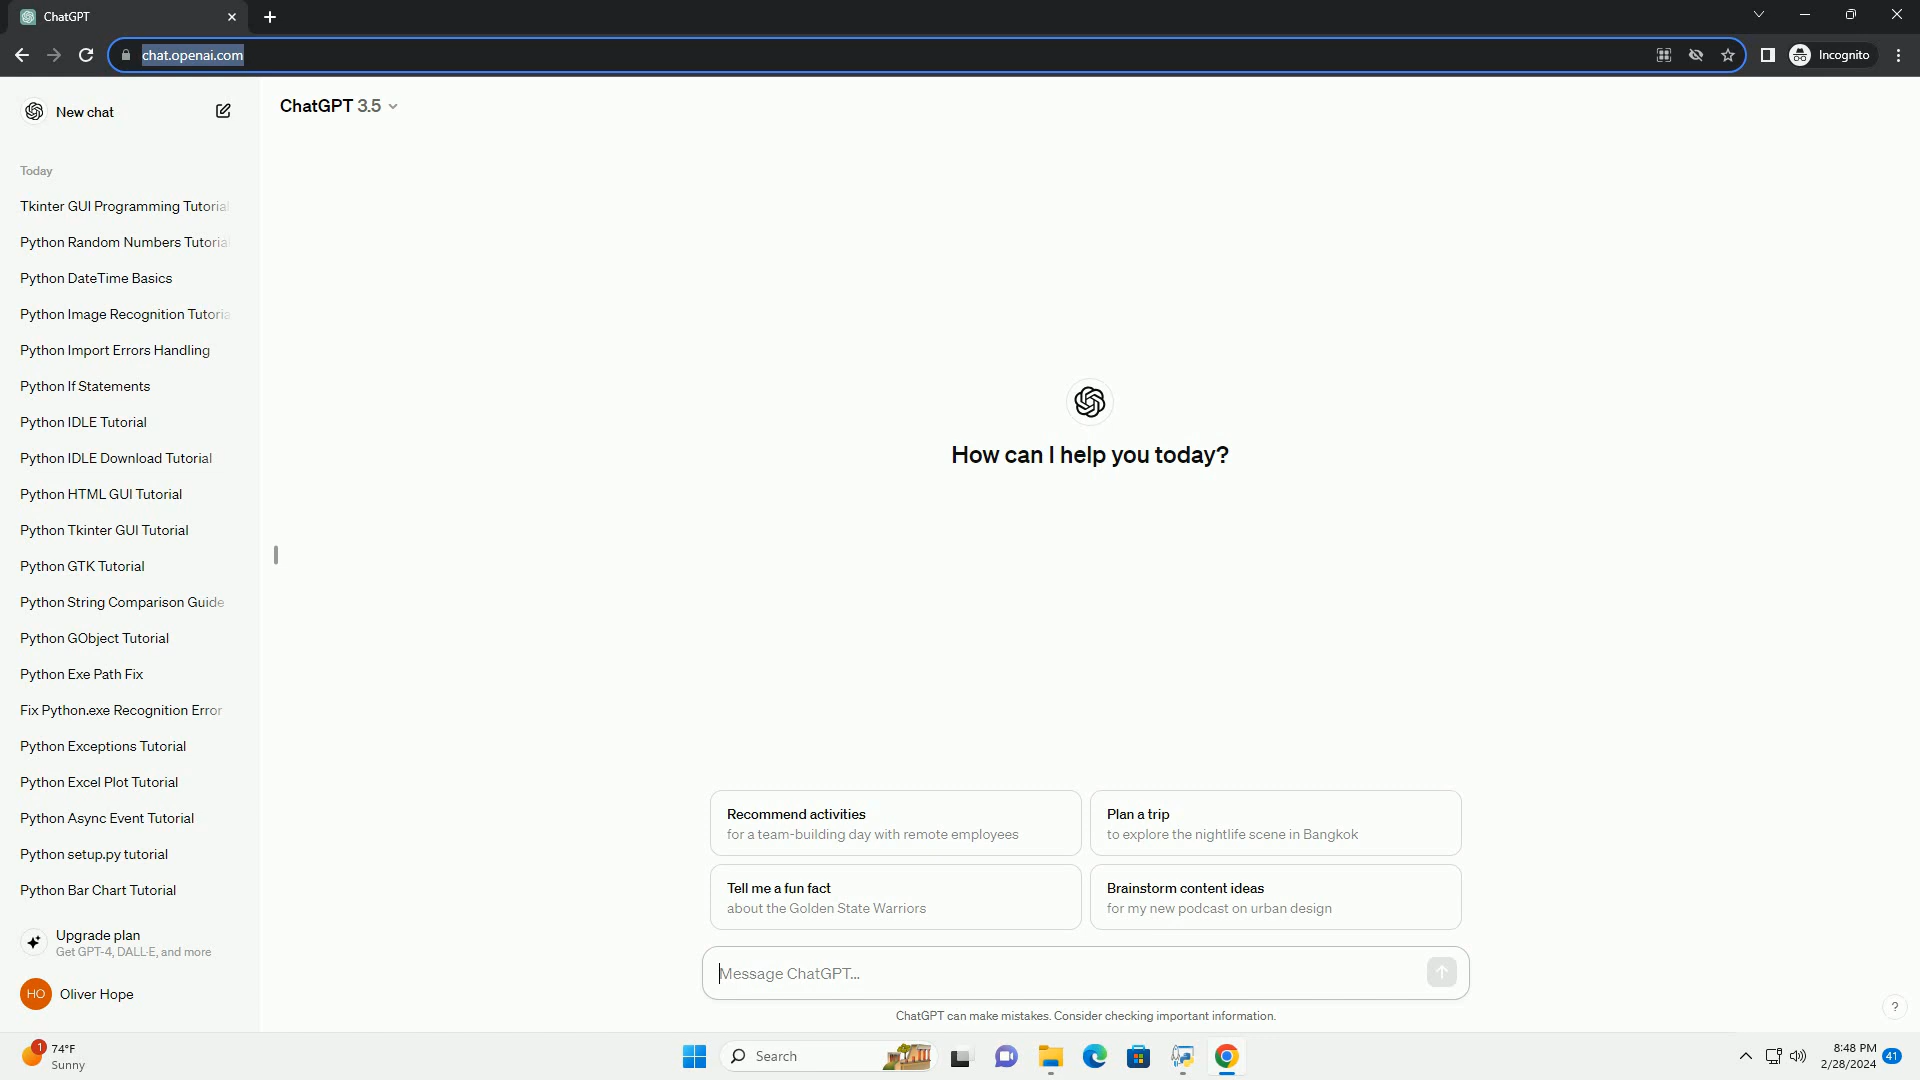 ChatGPT
chat.openai.com
Incognito
New chat
ChatGPT 3.5
Today
Tkinter GUI Programming Tutorial
Python Random Numbers Tutorial
Python DateTime Basics
Python Image Recognition Tutoria
Python Import Errors Handling
Python If Statements
Python IDLE Tutorial
Python IDLE Download Tutorial
Python HTML GUI Tutorial
Python Tkinter GUI Tutorial
Python GTK Tutorial
Python String Comparison Guide
Python GObject Tutorial
Python Exe Path Fix
Fix Python.exe Recognition Error
Python Exceptions Tutorial
Python Excel Plot Tutorial
Python Async Event Tutorial
Python setup.py tutorial
Python Bar Chart Tutorial
Upgrade plan
Get GPT-4, DALL·E, and more
HO Oliver Hope
How can I help you today?
Recommend activities
for a team-building day with remote employees
Plan a trip
to explore the nightlife scene in Bangkok
Tell me a fun fact
about the Golden State Warriors
Brainstorm content ideas
for my new podcast on urban design
Message ChatGPT...
ChatGPT can make mistakes. Consider checking important information.
?
1
74°F
Sunny
Search
8:48 PM
2/28/2024
41